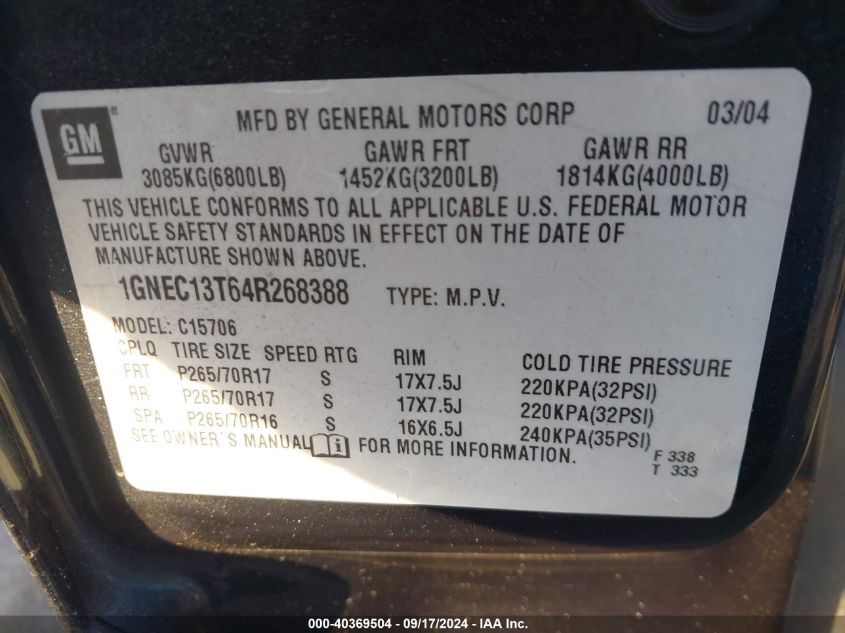 GM ®
MFD BY GENERAL MOTORS CORP 03/04
GVWR GAWR FRT GAWR RR
3085KG(6800LB) 1452KG(3200LB) 1814KG(4000LB)
THIS VEHICLE CONFORMS TO ALL APPLICABLE U.S. FEDERAL MOTOR
VEHICLE SAFETY STANDARDS IN EFFECT ON THE DATE OF
MANUFACTURE SHOWN ABOVE.
1GNEC13T64R268388 TYPE: M.P.V.
MODEL: C15706
CPLQ TIRE SIZE SPEED RTG RIM COLD TIRE PRESSURE
FRT P265/70R17 S 17X7.5J 220KPA(32PSI)
RR P265/70R17 S 17X7.5J 220KPA(32PSI)
SPA P265/70R16 S 16X6.5J 240KPA(35PSI)
SEE OWNER'S MANUAL FOR MORE INFORMATION.
F 338
T 333
000-40369504 - 09/17/2024 - IAA Inc.